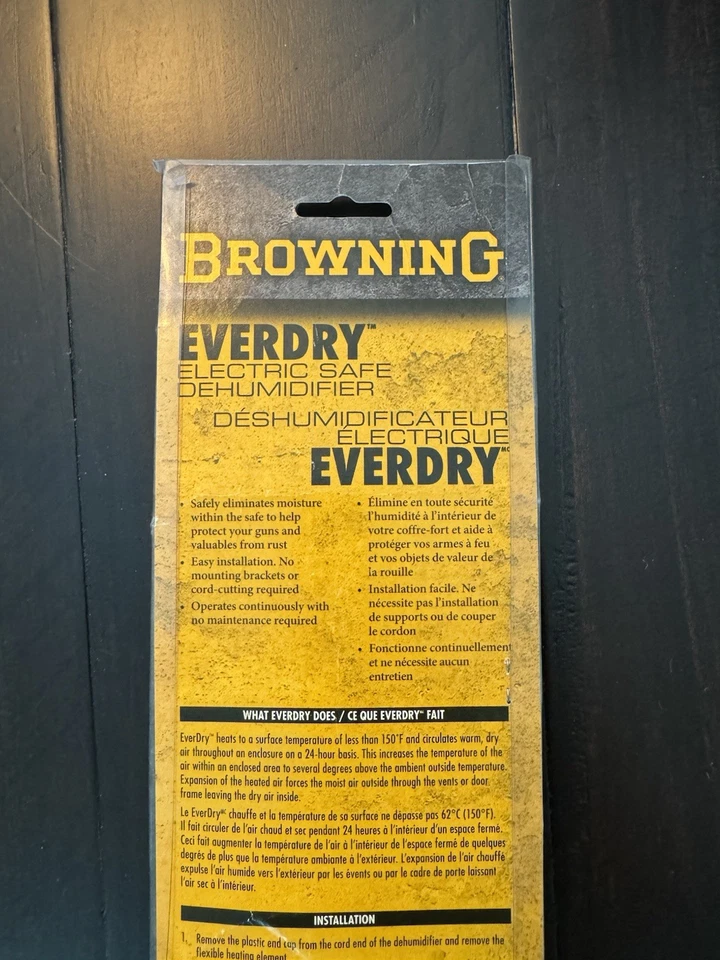 BROWNING
EVERDRY™
ELECTRIC SAFE
DEHUMIDIFIER
DÉSHUMIDIFICATEUR
ÉLECTRIQUE
EVERDRY MC
• Safely eliminates moisture
within the safe to help
protect your guns and
valuables from rust
• Easy installation. No
mounting brackets or
cord-cutting required
• Operates continuously with
no maintenance required
• Élimine en toute sécurité
l'humidité à l'intérieur de
votre coffre-fort et aide à
protéger vos armes à feu
et vos objets de valeur de
la rouille
• Installation facile. Ne
nécessite pas l'installation
de supports ou de couper
le cordon
• Fonctionne continuellement
et ne nécessite aucun
entretien
WHAT EVERDRY DOES / CE QUE EVERDRY™ FAIT
EverDry™ heats to a surface temperature of less than 150°F and circulates warm, dry
air throughout an enclosure on a 24-hour basis. This increases the temperature of the
air within an enclosed area to several degrees above the ambient outside temperature.
Expansion of the heated air forces the moist air outside through the vents or door
frame leaving the dry air inside.
Le EverDry MC chauffe et la température de sa surface ne dépasse pas 62°C (150°F).
Il fait circuler de l'air chaud et sec pendant 24 heures à l'intérieur d'un espace fermé.
Ceci fait augmenter la température de l'air à l'intérieur de l'espace fermé de quelques
degrés de plus que la température ambiante à l'extérieur. L'expansion de l'air chauffé
expulse l'air humide vers l'extérieur par les évents ou par le cadre de porte laissant
l'air sec à l'intérieur.
INSTALLATION
1. Remove the plastic end cap from the cord end of the dehumidifier and remove the
flexible heating element